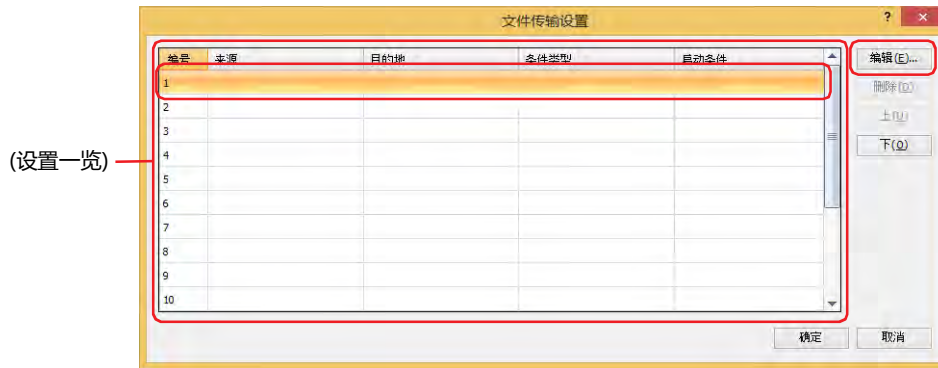 文件传输设置
? ×
编号 来源 目的地 条件类型 启动条件
编辑(E)...
1
删除(D)
2
上(U)
3
下(O)
(设置一览)
4
5
6
7
8
9
10
确定 取消